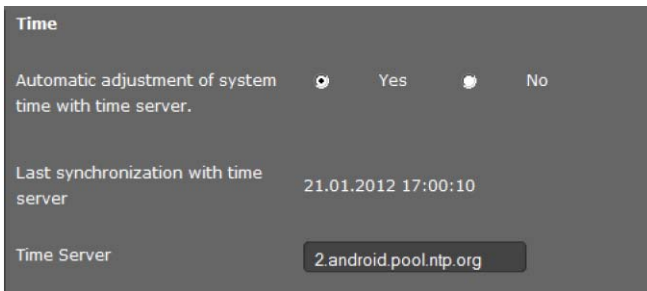 Time
Automatic adjustment of system
time with time server.
Yes No
Last synchronization with time
server
21.01.2012 17:00:10
Time Server
2.android.pool.ntp.org